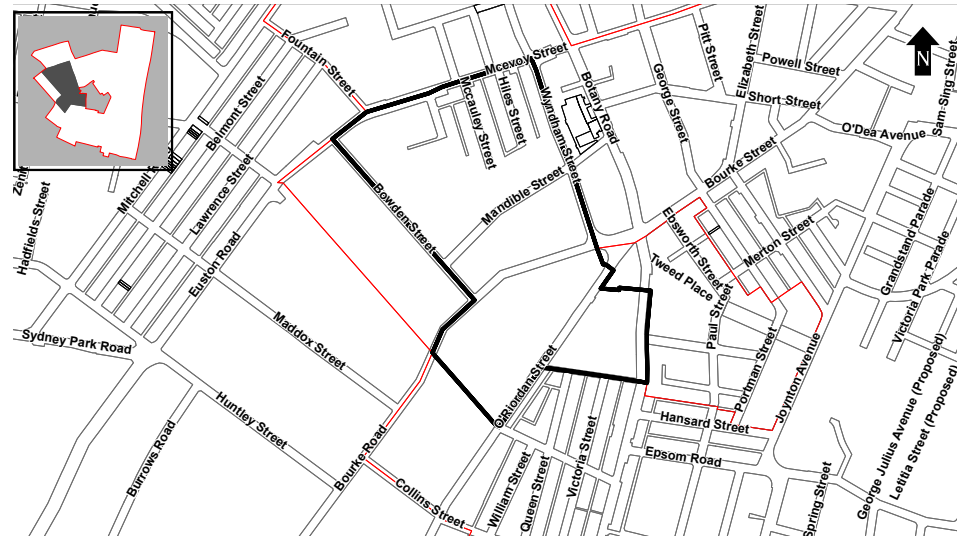 Fountain Street
Mcevoy Street
Pitt Street
Elizabeth Street
Powell Street
N
Sam Sing Street
Short Street
O'Dea Avenue
Belmont Street
Mccauley Street
Hiles Street
Wyndham Street
Botany Road
George Street
Bourke Street
Mitchell
Lawrence Street
Hadfields Street
Euston Road
Bowden Street
Mandible Street
Ebsworth Street
Merton Street
Tweed Place
Grandstand Parade
Victoria Park Parade
Paul Street
Sydney Park Road
Maddox Street
Portman Street
Joynton Avenue
O'Riordan Street
Huntley Street
Hansard Street
Burrows Road
Bourke Road
Epsom Road
Victoria Street
William Street
Queen Street
Collins Street
Spring Street
George Julius Avenue (Proposed)
Letitia Street (Proposed)